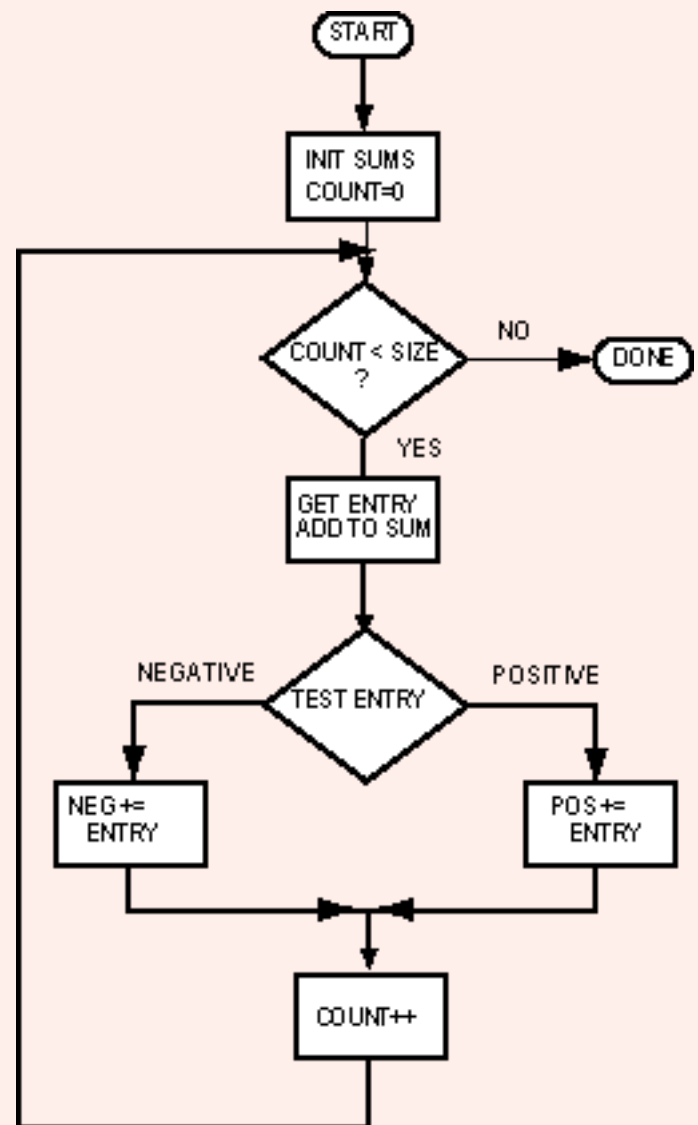 START
INIT SUMS
COUNT=0
COUNT < SIZE
?
NO
DONE
YES
GET ENTRY
ADD TO SUM
NEGATIVE
TEST ENTRY
POSITIVE
NEG+=
ENTRY
POS+=
ENTRY
COUNT++